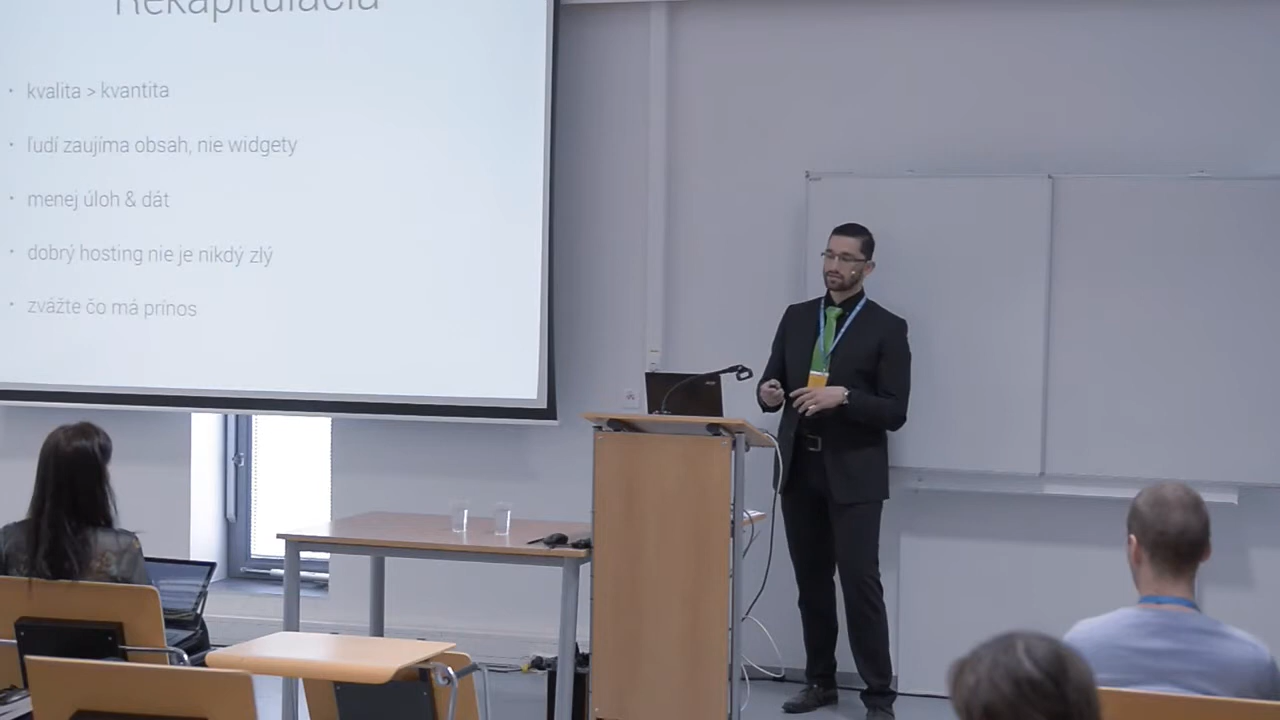 Rekapitulácia
kvalita > kvantita
ľudí zaujíma obsah, nie widgety
menej úloh & dát
dobrý hosting nie je nikdy zlý
zvážte čo má prínos